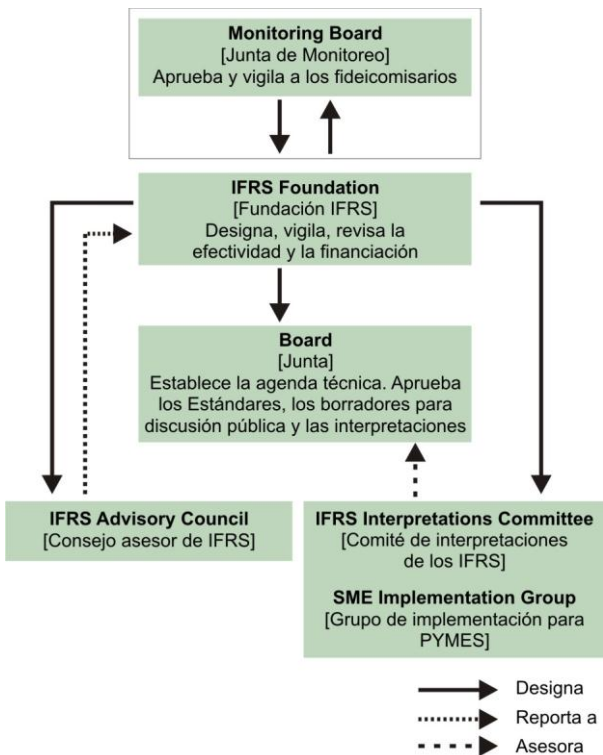 Monitoring Board
[Junta de Monitoreo]
Aprueba y vigila a los fideicomisarios
IFRS Foundation
[Fundación IFRS]
Designa, vigila, revisa la
efectividad y la financiación
Board
[Junta]
Establece la agenda técnica. Aprueba
los Estándares, los borradores para
discusión pública y las interpretaciones
IFRS Advisory Council
[Consejo asesor de IFRS]
IFRS Interpretations Committee
[Comité de interpretaciones
de los IFRS]
SME Implementation Group
[Grupo de implementación para
PYMES]
Designa
Reporta a
Asesora